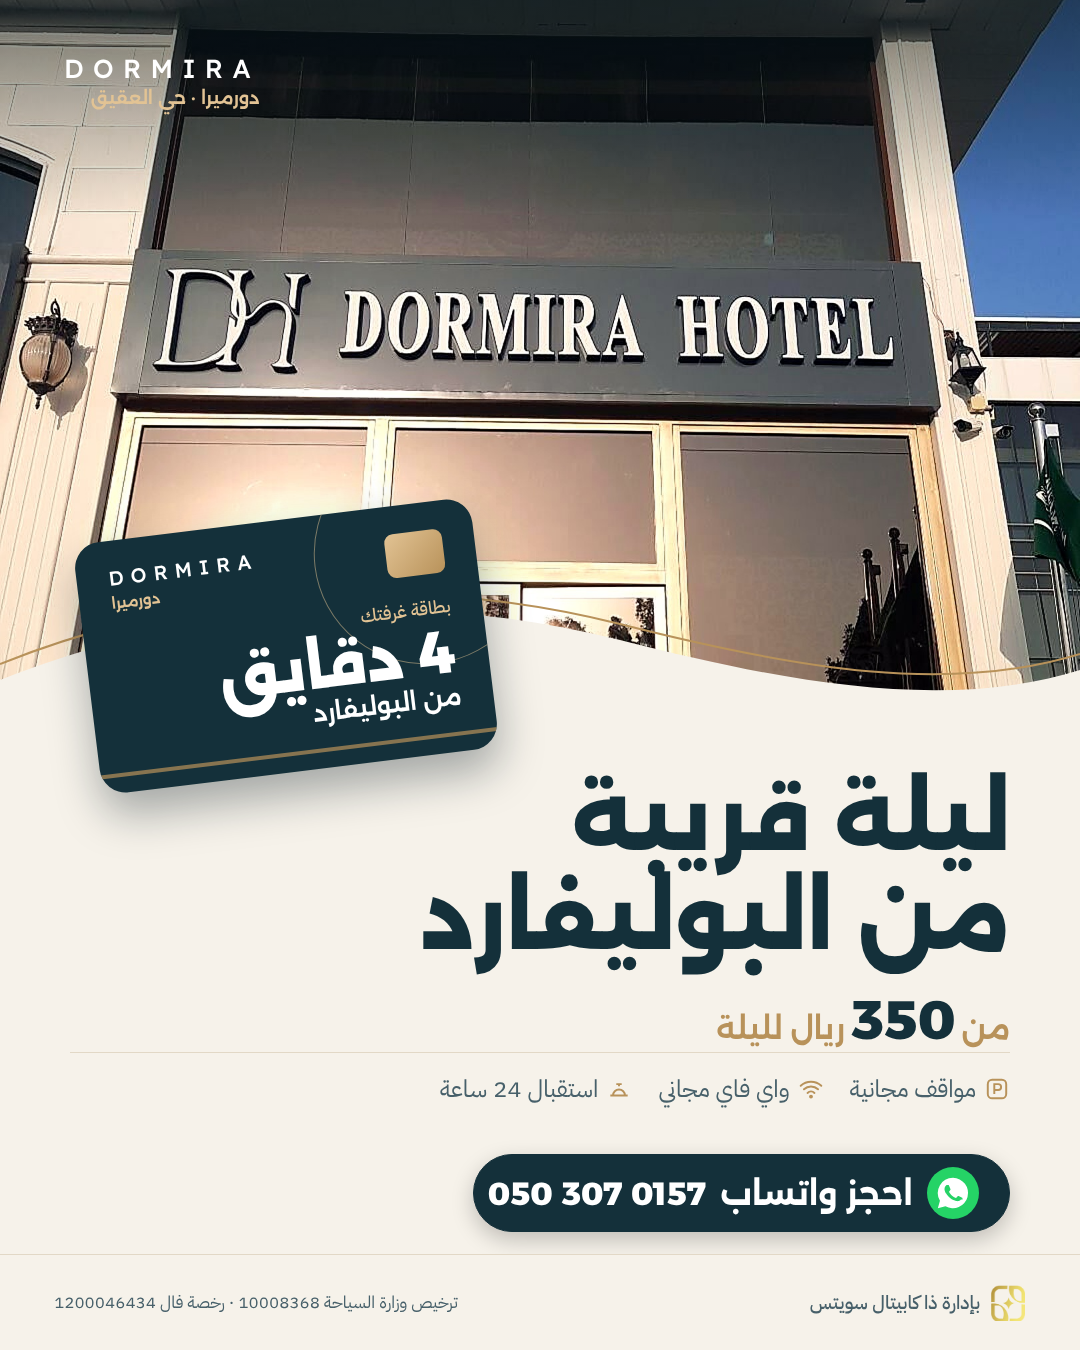 DORMIRA
دورميرا · حي العقيق
DH DORMIRA HOTEL
DORMIRA
دورميرا
بطاقة غرفتك
4 دقايق
من البوليفارد
ليلة قريبة
من البوليفارد
من 350 ريال لليلة
مواقف مجانية واي فاي مجاني استقبال 24 ساعة
احجز واتساب 050 307 0157
بإدارة ذا كابيتال سويتس
ترخيص وزارة السياحة 10008368 · رخصة فال 1200046434